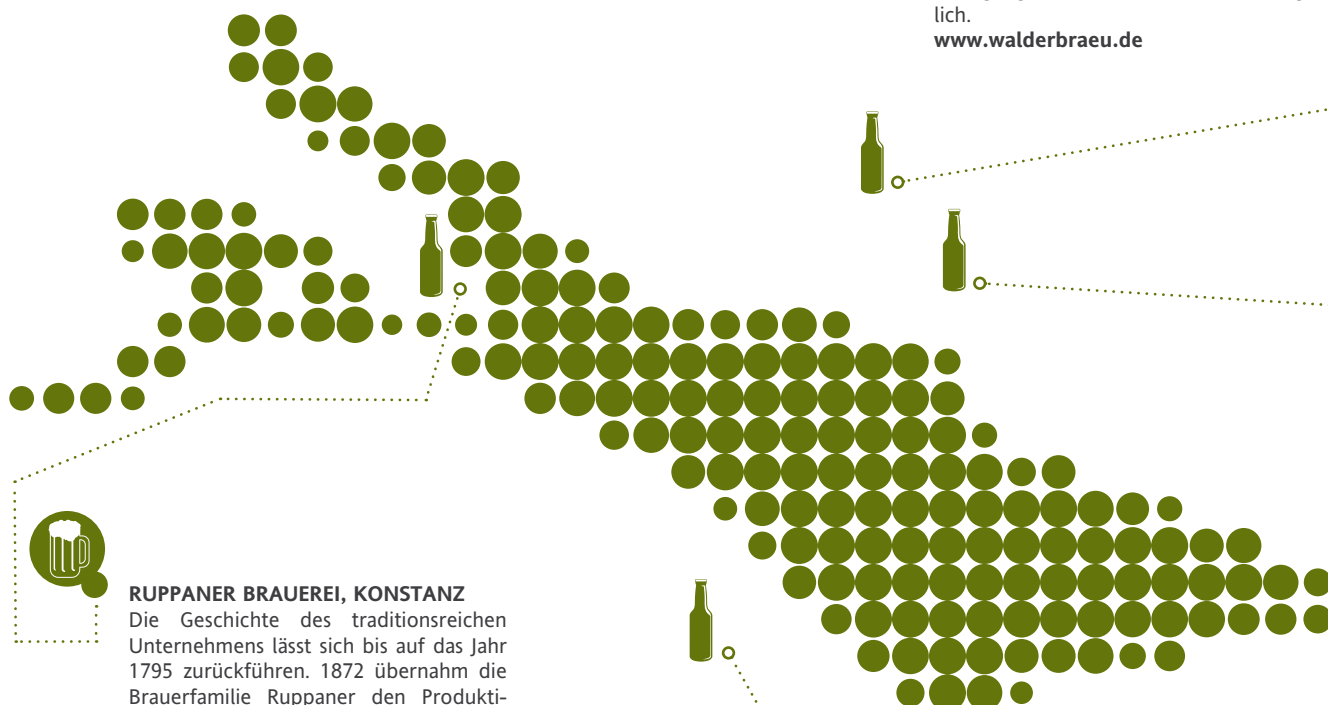 lich.
www.walderbraeu.de
RUPPANER BRAUEREI, KONSTANZ
Die Geschichte des traditionsreichen
Unternehmens lässt sich bis auf das Jahr
1795 zurückführen. 1872 übernahm die
Brauerfamilie Ruppaner den Produkti-